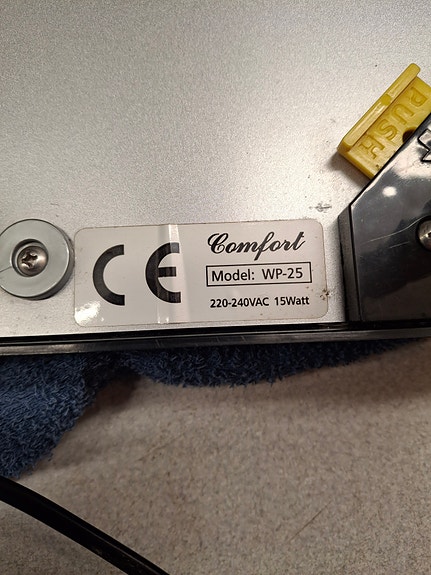 PUSH
CE
Comfort
Model: WP-25
220-240VAC 15Watt